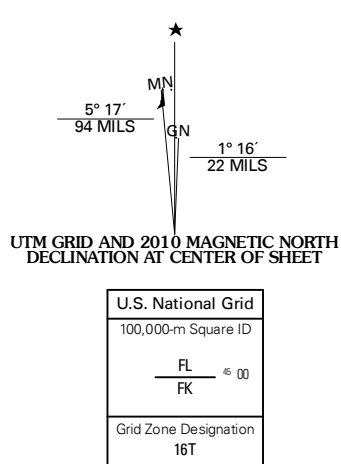 MN
GN
5° 17´
94 MILS
1° 16´
22 MILS
UTM GRID AND 2010 MAGNETIC NORTH
DECLINATION AT CENTER OF SHEET
U.S. National Grid
100,000-m Square ID
FL
45 00
FK
Grid Zone Designation
16T